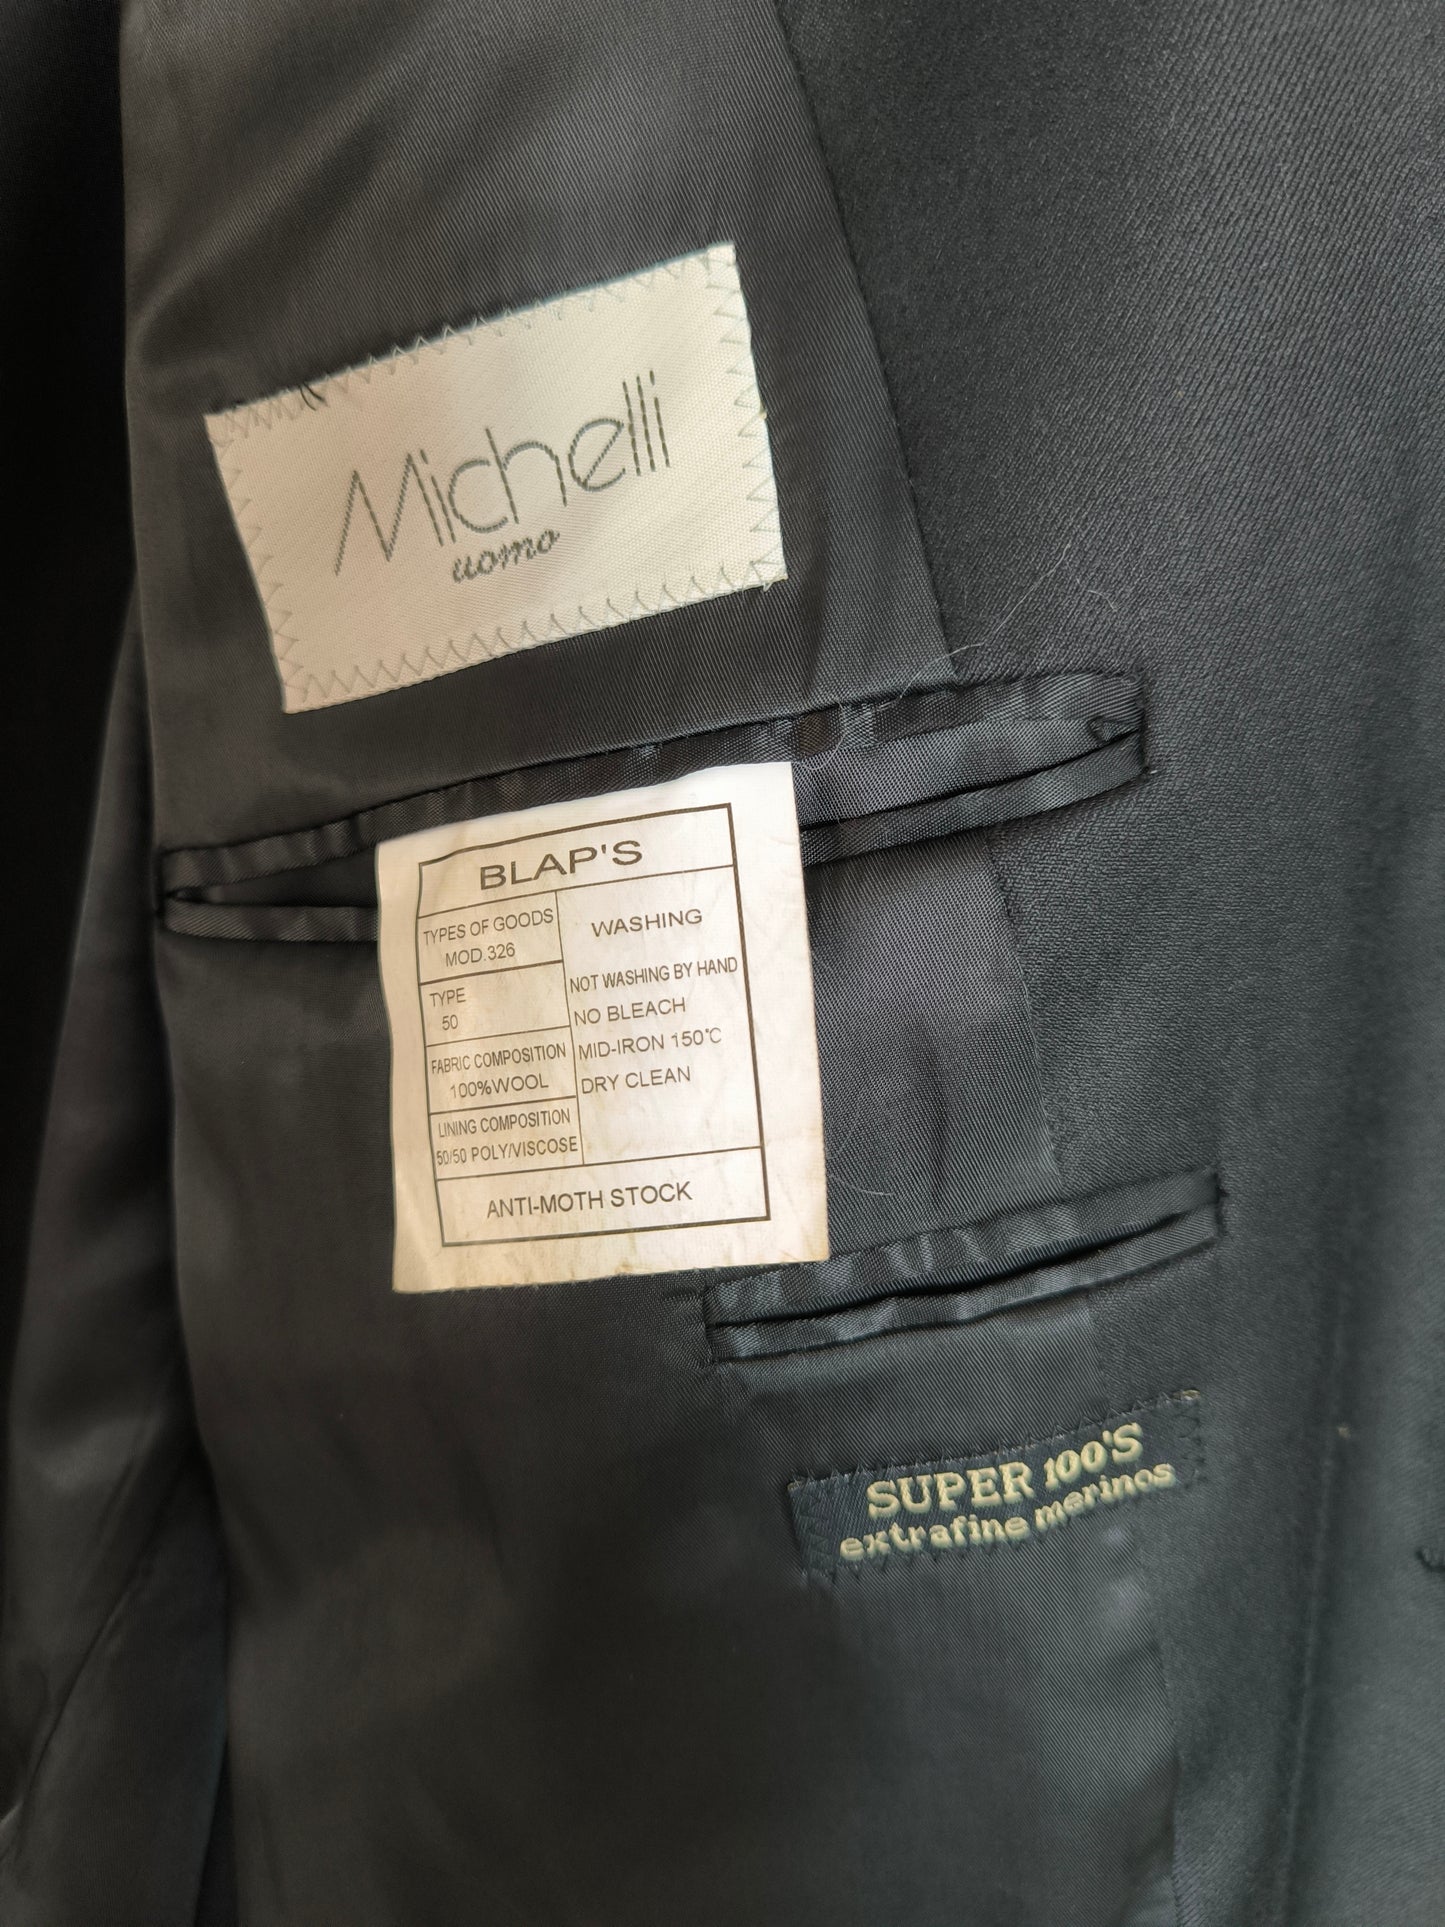 Michelli
uomo
BLAP'S
TYPES OF GOODS
MOD.326
TYPE
50
FABRIC COMPOSITION
100%WOOL
LINING COMPOSITION
50/50 POLY/VISCOSE
WASHING
NOT WASHING BY HAND
NO BLEACH
MID-IRON 150℃
DRY CLEAN
ANTI-MOTH STOCK
SUPER 100'S
extrafine merinos